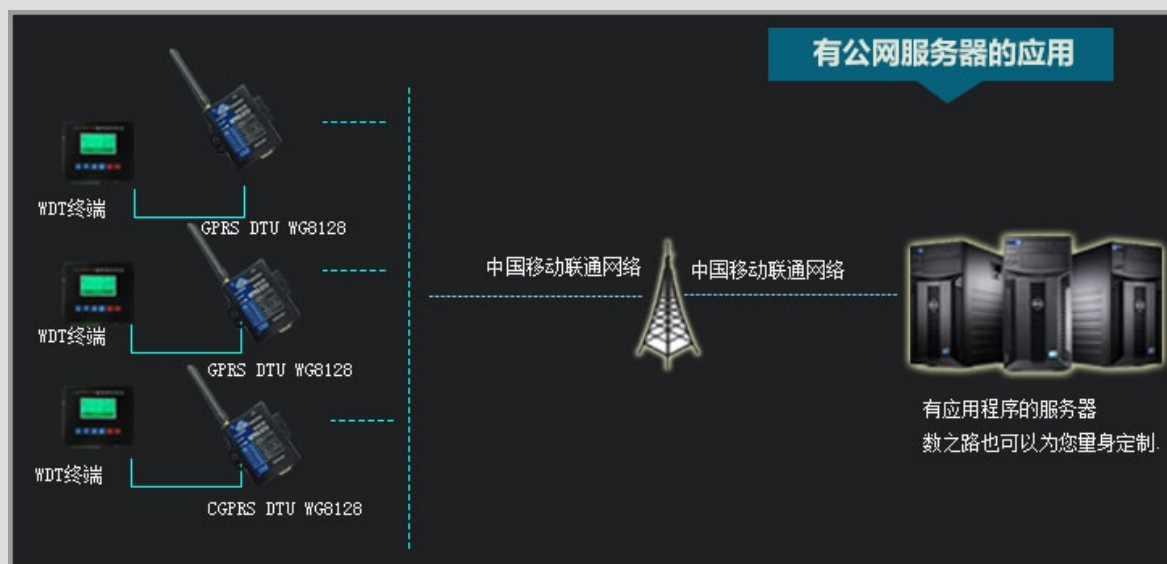 有公网服务器的应用
WDT终端
GPRS DTU WG8128
中国移动联通网络
中国移动联通网络
WDT终端
GPRS DTU WG8128
有应用程序的服务器
数之路也可以为您量身定制.
WDT终端
CGPRS DTU WG8128